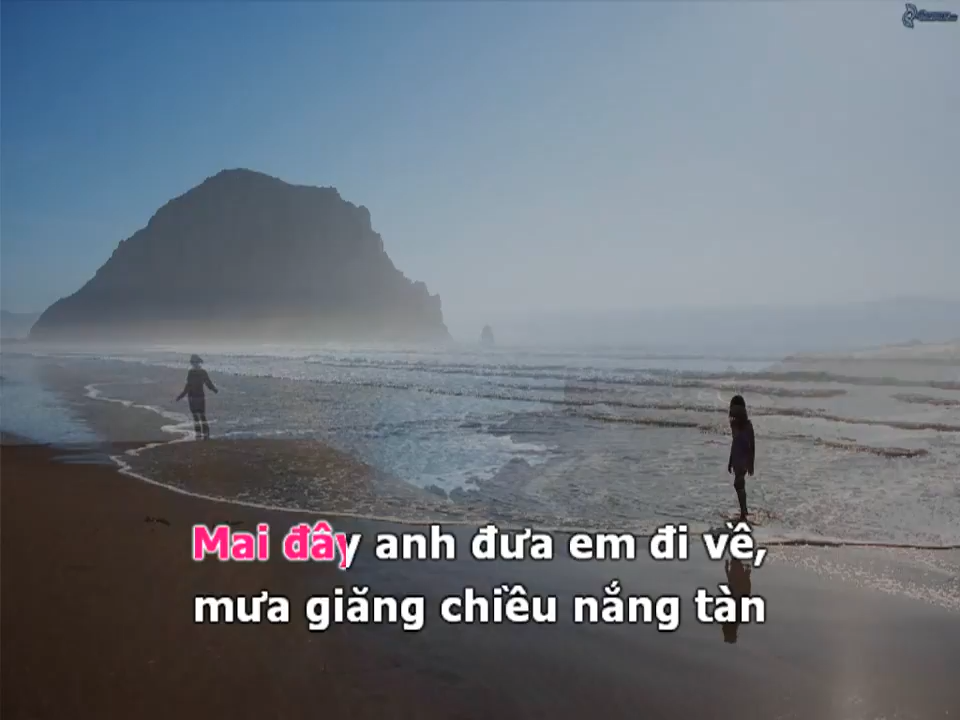 Mai đây anh đưa em đi về,
mưa giăng chiều nắng tàn